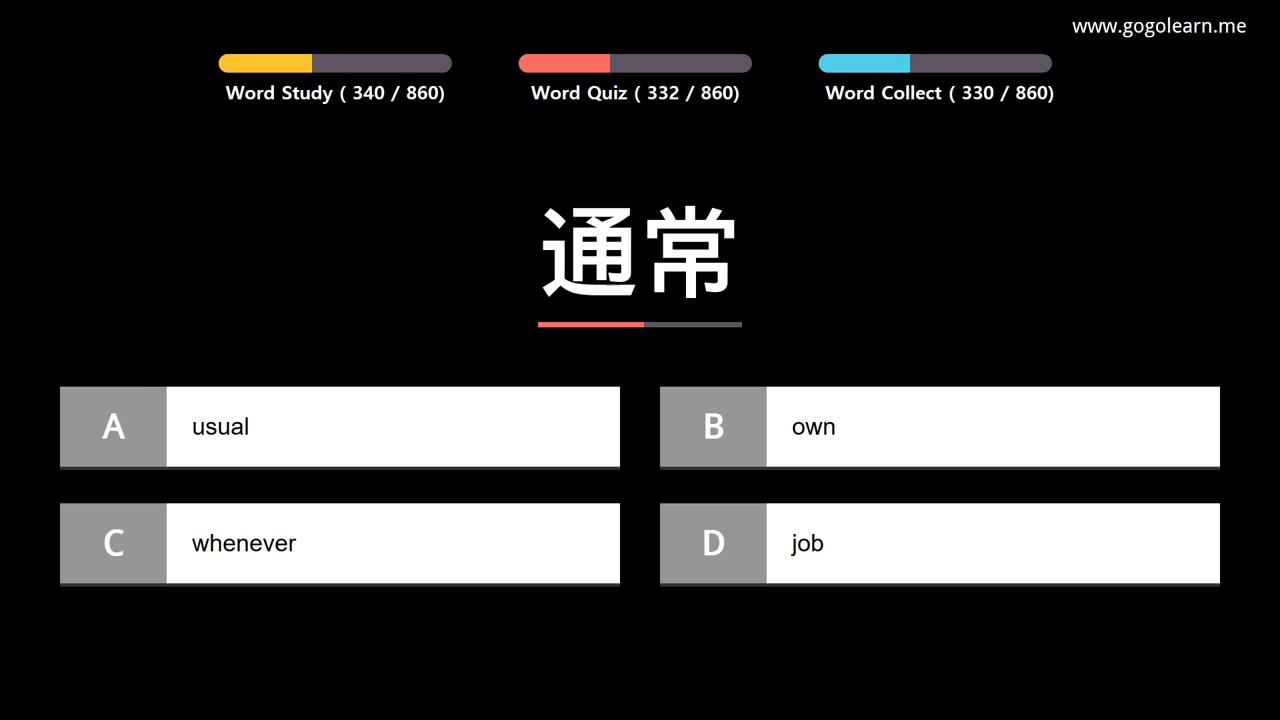 www.gogolearn.me
Word Study ( 340 / 860)
Word Quiz ( 332 / 860)
Word Collect ( 330 / 860)
通常
A usual
B own
C whenever
D job